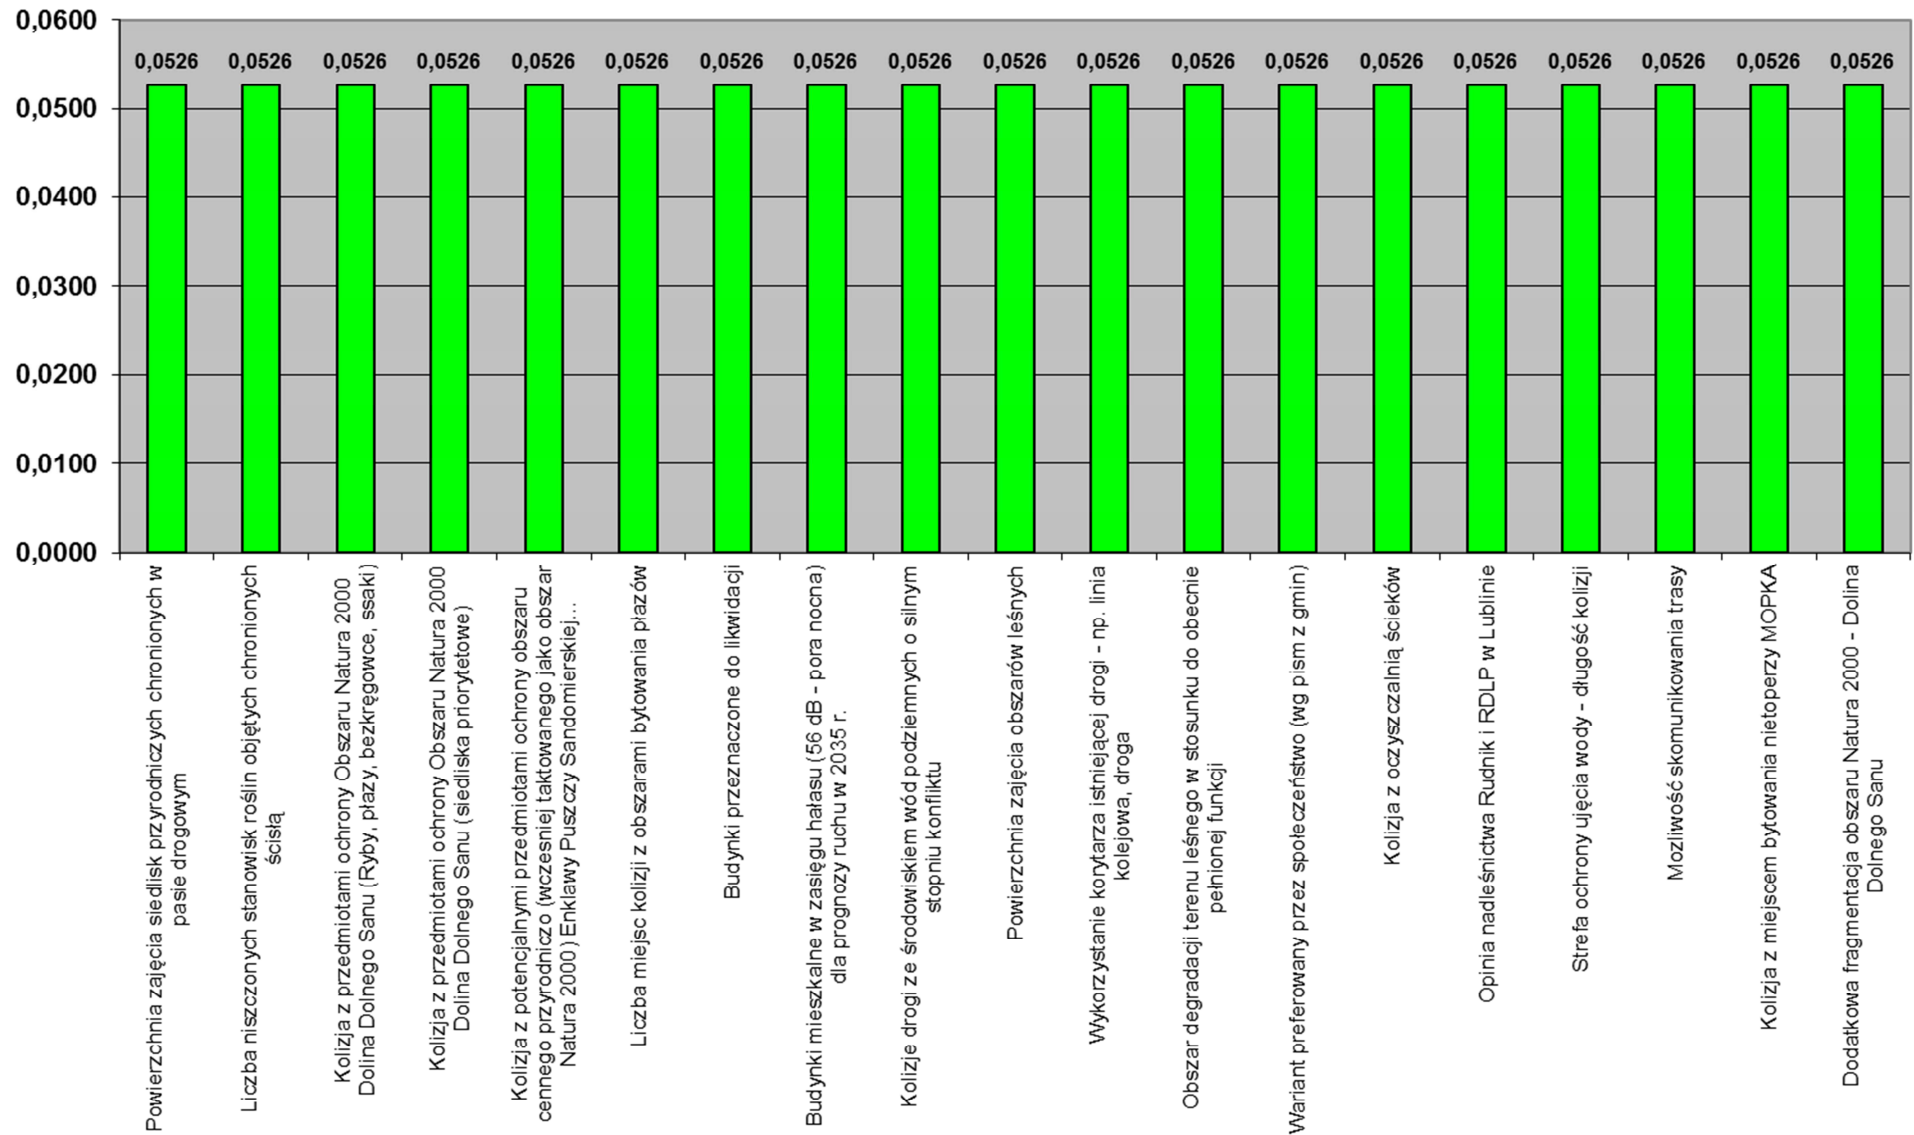 0,0600
0,0500
0,0400
0,0300
0,0200
0,0100
0,0000
0,0526 0,0526 0,0526 0,0526 0,0526 0,0526 0,0526 0,0526 0,0526 0,0526 0,0526 0,0526 0,0526 0,0526 0,0526 0,0526 0,0526 0,0526 0,0526
Powierzchnia zajęcia siedlisk przyrodniczych chronionych w
pasie drogowym
Liczba niszczonych stanowisk roślin objętych chronionych
ścisłą
Kolizja z przedmiotami ochrony Obszaru Natura 2000
Dolina Dolnego Sanu (Ryby, płazy, bezkręgowce, ssaki)
Kolizja z przedmiotami ochrony Obszaru Natura 2000
Dolina Dolnego Sanu (siedliska priorytetowe)
Kolizja z potencjalnymi przedmiotami ochrony obszaru
cennego przyrodniczo (wczesniej taktowanego jako obszar
Natura 2000) Enklawy Puszczy Sandomierskiej...
Liczba miejsc kolizji z obszarami bytowania płazów
Budynki przeznaczone do likwidacji
Budynki mieszkalne w zasięgu hałasu (56 dB - pora nocna)
dla prognozy ruchu w 2035 r.
Kolizje drogi ze środowiskiem wód podziemnych o silnym
stopniu konfliktu
Powierzchnia zajęcia obszarów leśnych
Wykorzystanie korytarza istniejącej drogi - np. linia
kolejowa, droga
Obszar degradacji terenu leśnego w stosunku do obecnie
pełnionej funkcji
Wariant preferowany przez społeczeństwo (wg pism z gmin)
Kolizja z oczyszczalnią ścieków
Opinia nadleśnictwa Rudnik i RDLP w Lublinie
Strefa ochrony ujęcia wody - długość kolizji
Mozliwość skomunikowania trasy
Kolizja z miejscem bytowania nietoperzy MOPKA
Dodatkowa fragmentacja obszaru Natura 2000 - Dolina
Dolnego Sanu